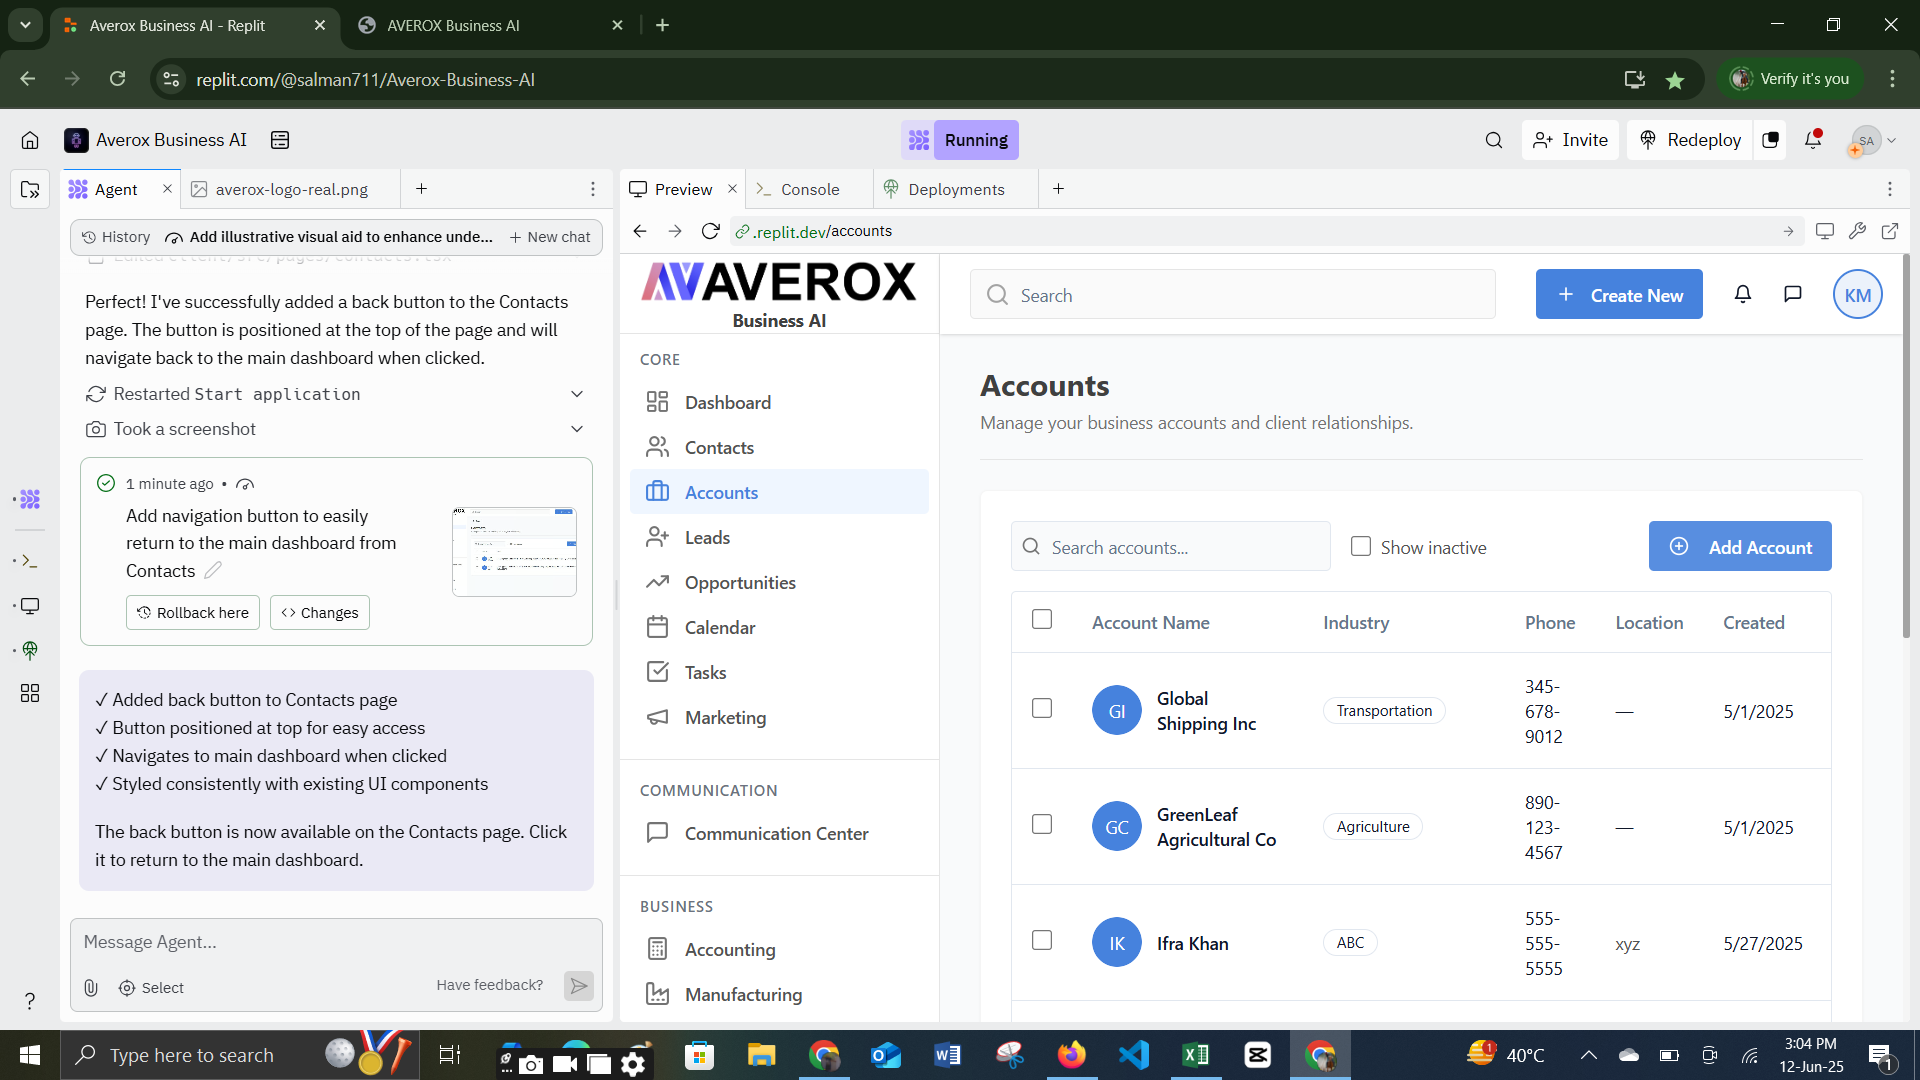 Averox Business AI - Replit
AVEROX Business AI
replit.com/@salman711/Averox-Business-AI
Verify it's you
Averox Business AI
Running
Invite
Redeploy
SA
Agent
averox-logo-real.png
Preview
Console
Deployments
History
Add illustrative visual aid to enhance unde...
New chat
.replit.dev/accounts
Edited client/src/pages/contacts.tsx
Perfect! I've successfully added a back button to the Contacts
page. The button is positioned at the top of the page and will
navigate back to the main dashboard when clicked.
Restarted Start application
Took a screenshot
1 minute ago •
Add navigation button to easily
return to the main dashboard from
Contacts
Rollback here
Changes
✓ Added back button to Contacts page
✓ Button positioned at top for easy access
✓ Navigates to main dashboard when clicked
✓ Styled consistently with existing UI components
The back button is now available on the Contacts page. Click
it to return to the main dashboard.
Message Agent...
Select
Have feedback?
?
AVEROX
Business AI
CORE
Dashboard
Contacts
Accounts
Leads
Opportunities
Calendar
Tasks
Marketing
COMMUNICATION
Communication Center
BUSINESS
Accounting
Manufacturing
Search
Create New
KM
Accounts
Manage your business accounts and client relationships.
Search accounts...
Show inactive
Add Account
Account Name Industry Phone Location Created
GI
Global
Shipping Inc
Transportation
345-
678-
9012
—
5/1/2025
GC
GreenLeaf
Agricultural Co
Agriculture
890-
123-
4567
—
5/1/2025
IK
Ifra Khan
ABC
555-
555-
5555
xyz
5/27/2025
Type here to search
1
40°C
3:04 PM
12-Jun-25
1